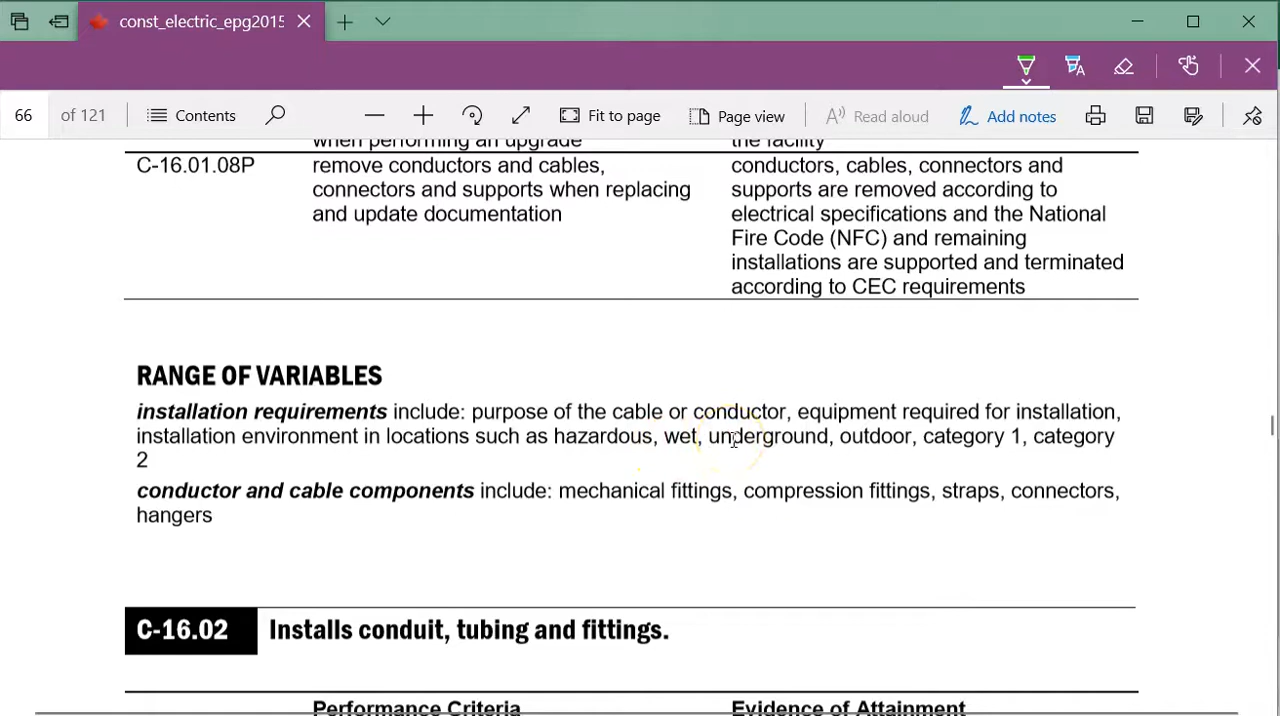 const_electric_epg2015
66 of 121 Contents Fit to page Page view Read aloud Add notes
when performing an upgrade the facility
C-16.01.08P remove conductors and cables, conductors, cables, connectors and
connectors and supports when replacing supports are removed according to
and update documentation electrical specifications and the National
Fire Code (NFC) and remaining
installations are supported and terminated
according to CEC requirements
RANGE OF VARIABLES
installation requirements include: purpose of the cable or conductor, equipment required for installation,
installation environment in locations such as hazardous, wet, underground, outdoor, category 1, category
2
conductor and cable components include: mechanical fittings, compression fittings, straps, connectors,
hangers
C-16.02 Installs conduit, tubing and fittings.
Performance Criteria Evidence of Attainment